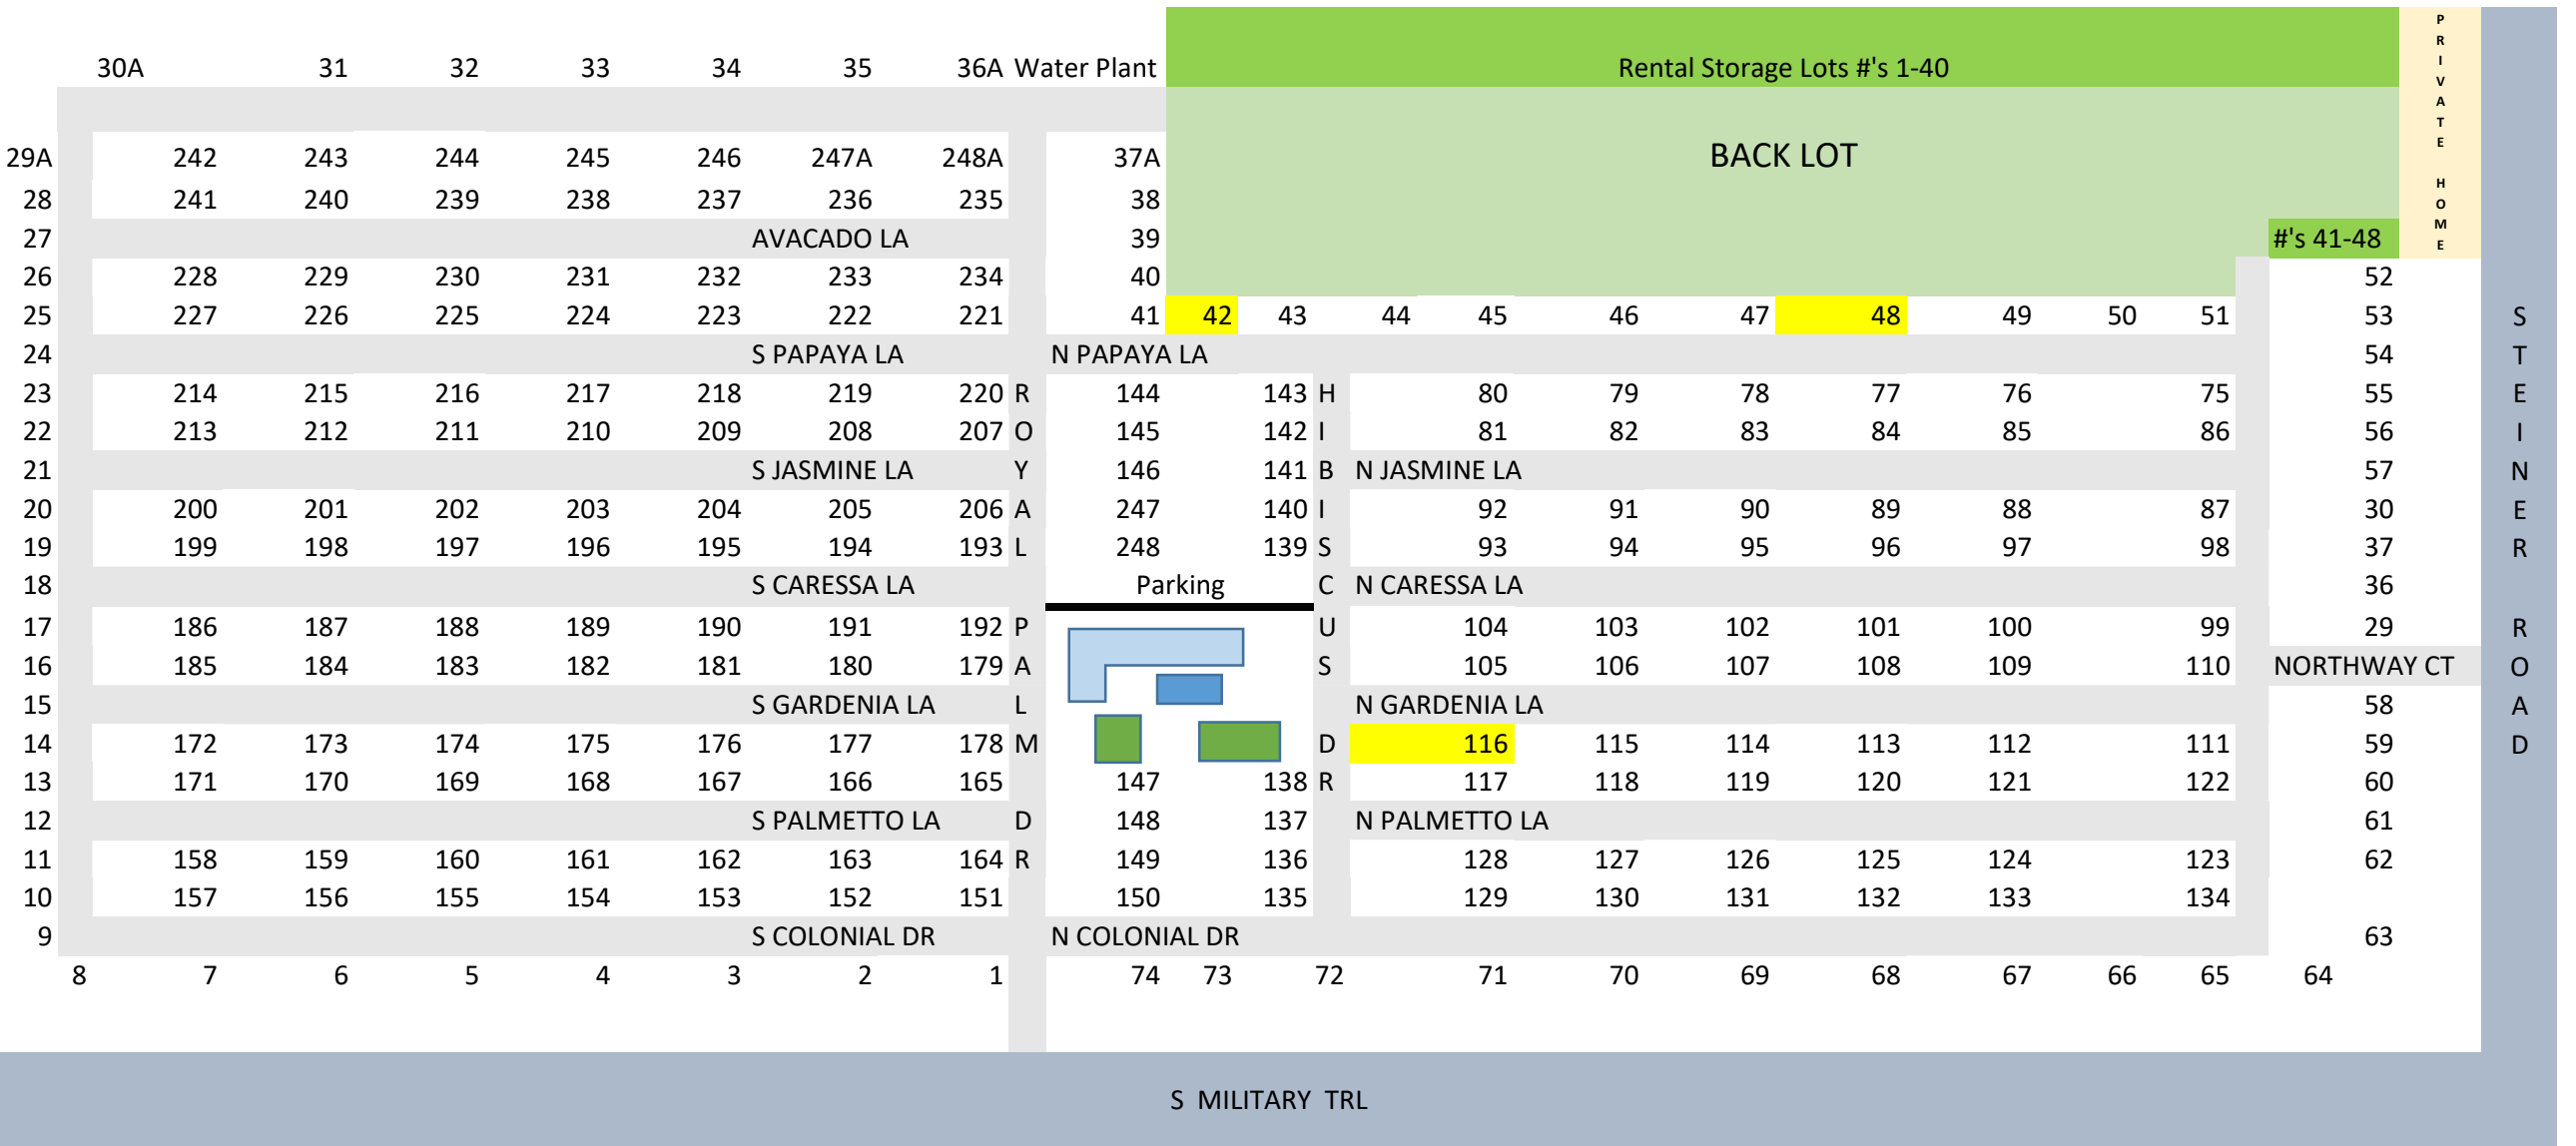 PRIVATE HOME
30A 31 32 33 34 35 36A Water Plant Rental Storage Lots #'s 1-40
29A 242 243 244 245 246 247A 248A 37A BACK LOT
28 241 240 239 238 237 236 235 38
27 AVACADO LA 39 #'s 41-48
26 228 229 230 231 232 233 234 40 52
25 227 226 225 224 223 222 221 41 42 43 44 45 46 47 48 49 50 51 53
24 S PAPAYA LA N PAPAYA LA 54
23 214 215 216 217 218 219 220 144 143 80 79 78 77 76 75 55
22 213 212 211 210 209 208 207 145 142 81 82 83 84 85 86 56
21 S JASMINE LA 146 141 N JASMINE LA 57
20 200 201 202 203 204 205 206 247 140 92 91 90 89 88 87 30
19 199 198 197 196 195 194 193 248 139 93 94 95 96 97 98 37
18 S CARESSA LA Parking N CARESSA LA 36
17 186 187 188 189 190 191 192 104 103 102 101 100 99 29
16 185 184 183 182 181 180 179 105 106 107 108 109 110 NORTHWAY CT
15 S GARDENIA LA N GARDENIA LA 58
14 172 173 174 175 176 177 178 116 115 114 113 112 111 59
13 171 170 169 168 167 166 165 147 138 117 118 119 120 121 122 60
12 S PALMETTO LA 148 137 N PALMETTO LA 61
11 158 159 160 161 162 163 164 149 136 128 127 126 125 124 123 62
10 157 156 155 154 153 152 151 150 135 129 130 131 132 133 134
9 S COLONIAL DR N COLONIAL DR 63
8 7 6 5 4 3 2 1 74 73 72 71 70 69 68 67 66 65 64
ROYAL PALM DR
HIBISCUS DR
STEINER ROAD
S MILITARY TRL